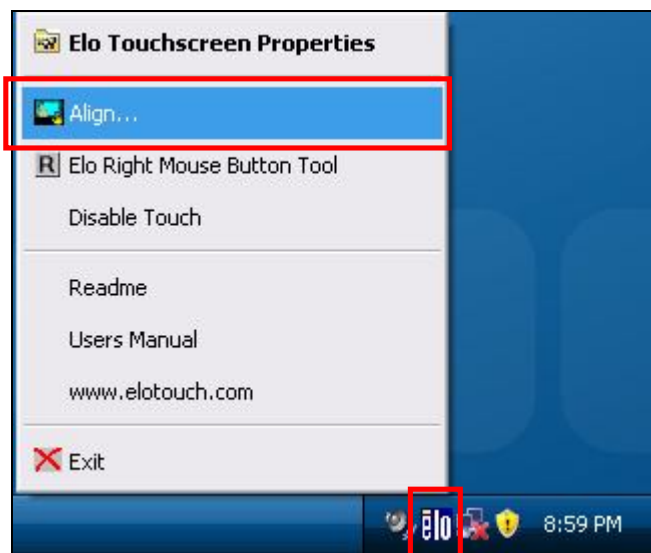 Elo Touchscreen Properties
Align...
R Elo Right Mouse Button Tool
Disable Touch
Readme
Users Manual
www.elotouch.com
Exit
ēlo 8:59 PM